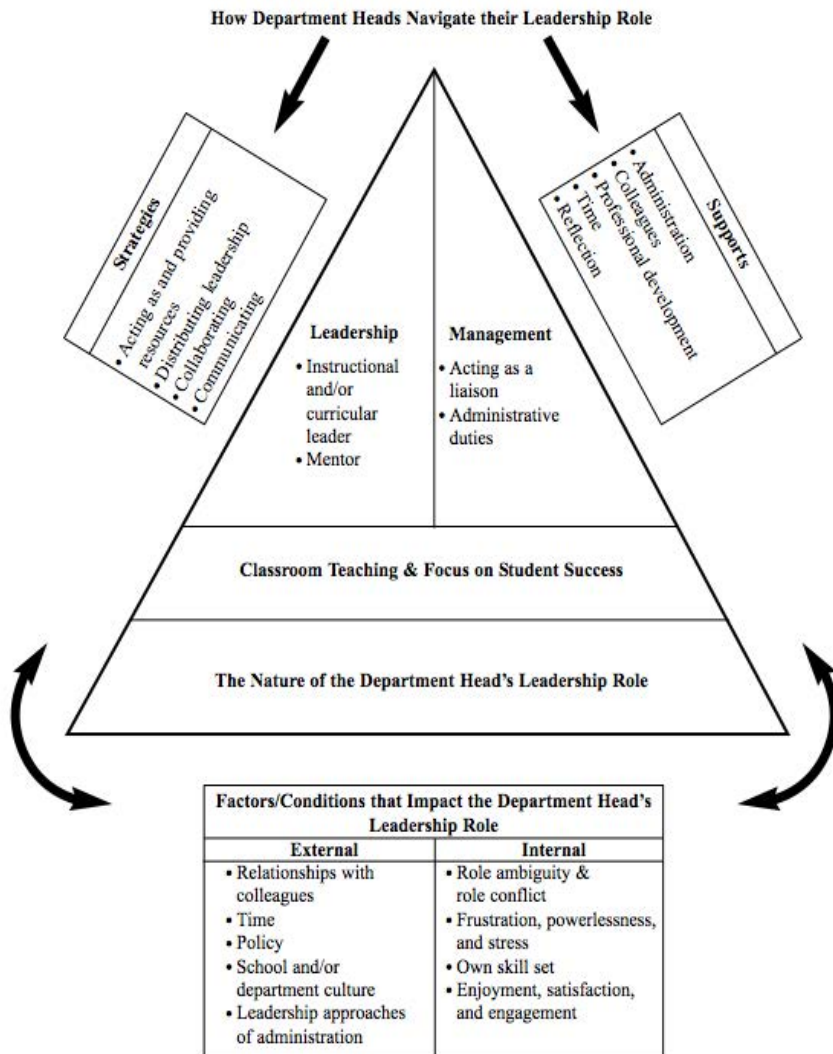 How Department Heads Navigate their Leadership Role
Strategies
• Acting as and providing
resources
• Distributing leadership
• Collaborating
• Communicating
Supports
• Administration
• Colleagues
• Professional development
• Time
• Reflection
Leadership
• Instructional
and/or
curricular
leader
• Mentor
Management
• Acting as a
liaison
• Administrative
duties
Classroom Teaching & Focus on Student Success
The Nature of the Department Head's Leadership Role
Factors/Conditions that Impact the Department Head's
Leadership Role
External
• Relationships with
colleagues
• Time
• Policy
• School and/or
department culture
• Leadership approaches
of administration
Internal
• Role ambiguity &
role conflict
• Frustration, powerlessness,
and stress
• Own skill set
• Enjoyment, satisfaction,
and engagement